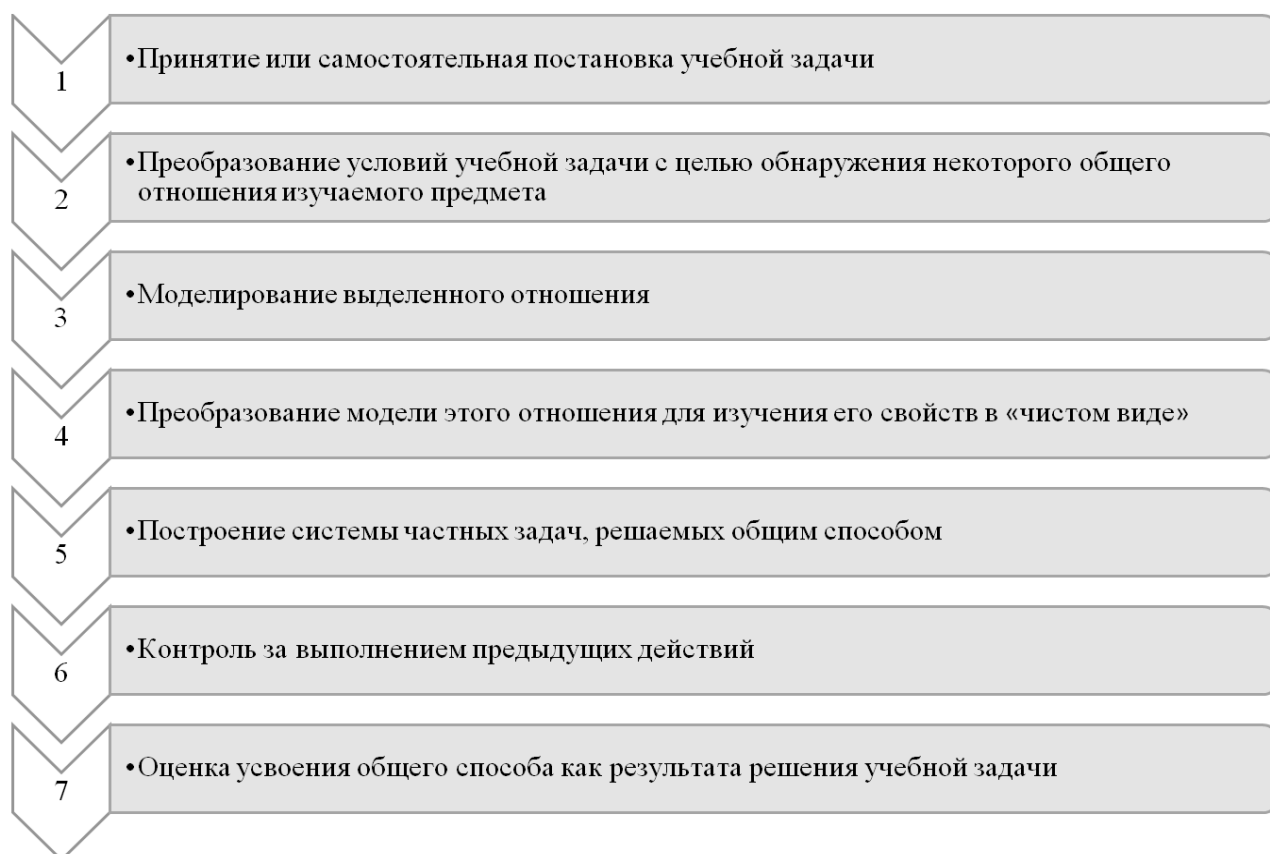 1
•Принятие или самостоятельная постановка учебной задачи
2
•Преобразование условий учебной задачи с целью обнаружения некоторого общего
отношения изучаемого предмета
3
•Моделирование выделенного отношения
4
•Преобразование модели этого отношения для изучения его свойств в «чистом виде»
5
•Построение системы частных задач, решаемых общим способом
6
•Контроль за выполнением предыдущих действий
7
•Оценка усвоения общего способа как результата решения учебной задачи